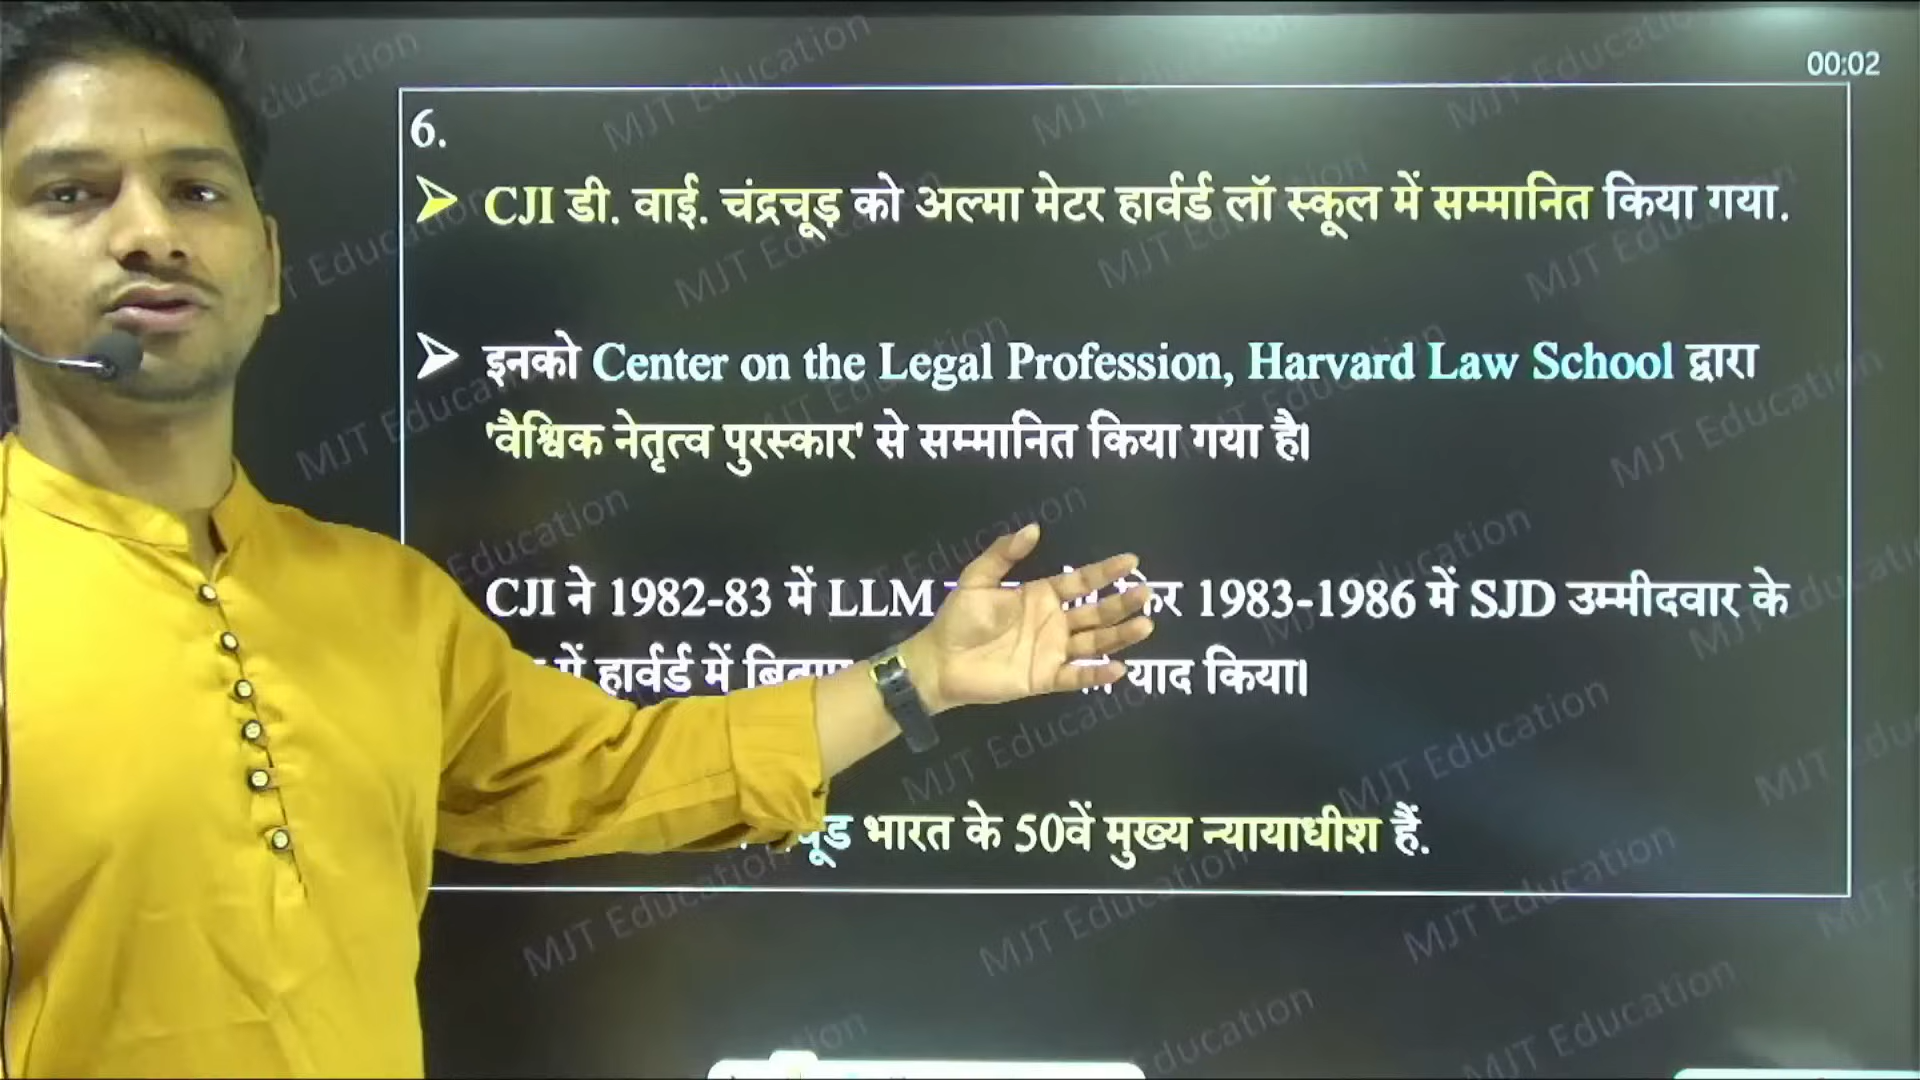 00:02
6.
CJI डी. वाई. चंद्रचूड़ को अल्मा मेटर हार्वर्ड लॉ स्कूल में सम्मानित किया गया.
इनको Center on the Legal Profession, Harvard Law School द्वारा
'वैश्विक नेतृत्व पुरस्कार' से सम्मानित किया गया है।
CJI ने 1982-83 में LLM 1983-1986 में SJD उम्मीदवार के
में हार्वर्ड में याद किया।
भारत के 50वें मुख्य न्यायाधीश हैं.
MJT Education